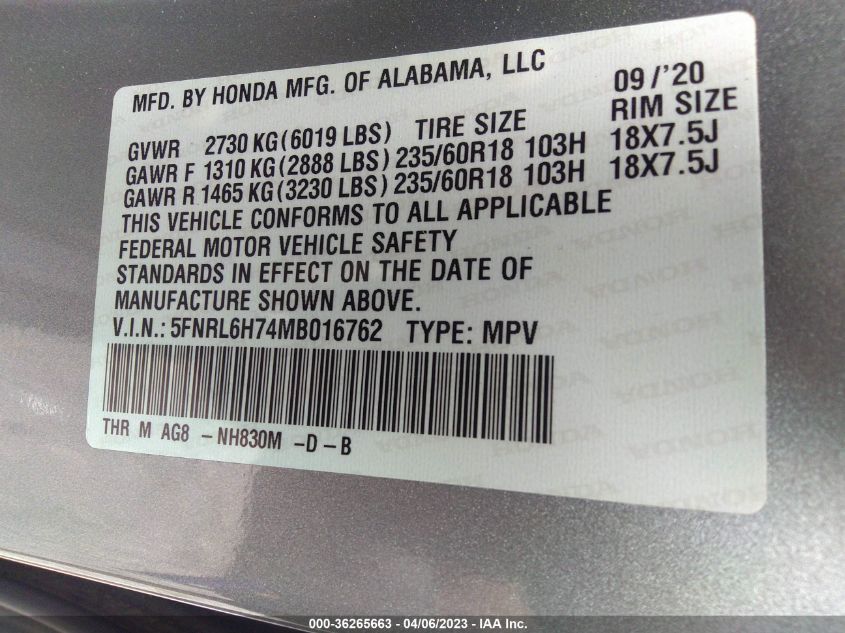 MFD. BY HONDA MFG. OF ALABAMA, LLC 09/'20
GVWR 2730 KG(6019 LBS) TIRE SIZE RIM SIZE
GAWR F 1310 KG(2888 LBS) 235/60R18 103H 18X7.5J
GAWR R 1465 KG(3230 LBS) 235/60R18 103H 18X7.5J
THIS VEHICLE CONFORMS TO ALL APPLICABLE
FEDERAL MOTOR VEHICLE SAFETY
STANDARDS IN EFFECT ON THE DATE OF
MANUFACTURE SHOWN ABOVE.
V.I.N.: 5FNRL6H74MB016762 TYPE: MPV
THR M AG8 -NH830M -D-B
000-36265663 - 04/06/2023 - © IAA Inc.